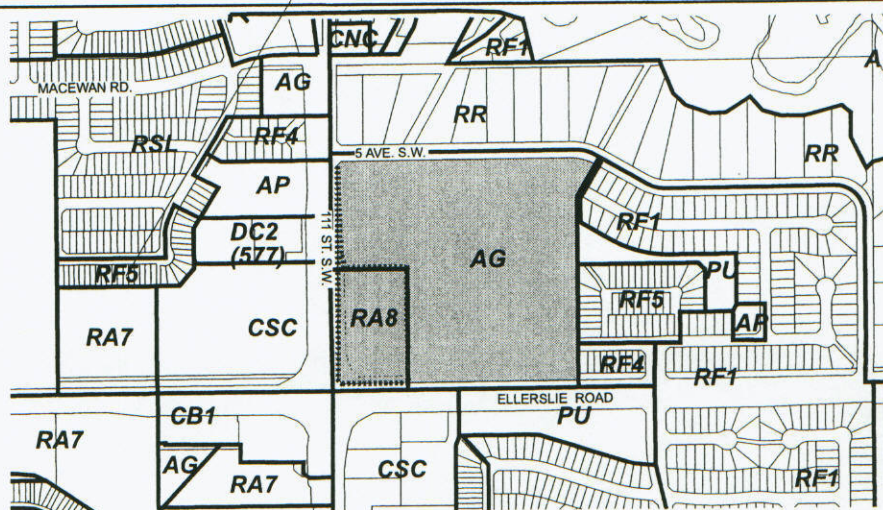 CNC
RF1
A
MACEWAN RD.
AG
RR
RSL
RF4
5 AVE. S.W.
RR
AP
111 ST. S.W.
RF1
DC2
(577)
AG
PU
RF5
RF5
RA8
AP
RA7
CSC
RF4
RF1
ELLERSLIE ROAD
CB1
PU
RA7
AG
CSC
RA7
RF1